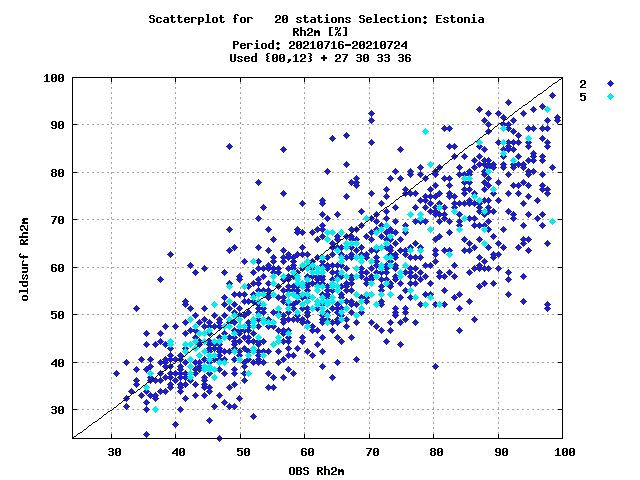 Scatterplot for   20 stations Selection: Estonia
Rh2m [%]
Period: 20210716-20210724
Used {00,12} + 27 30 33 36
2
5
100
90
80
70
60
50
40
30
oldsurf Rh2m
30 40 50 60 70 80 90 100
OBS Rh2m